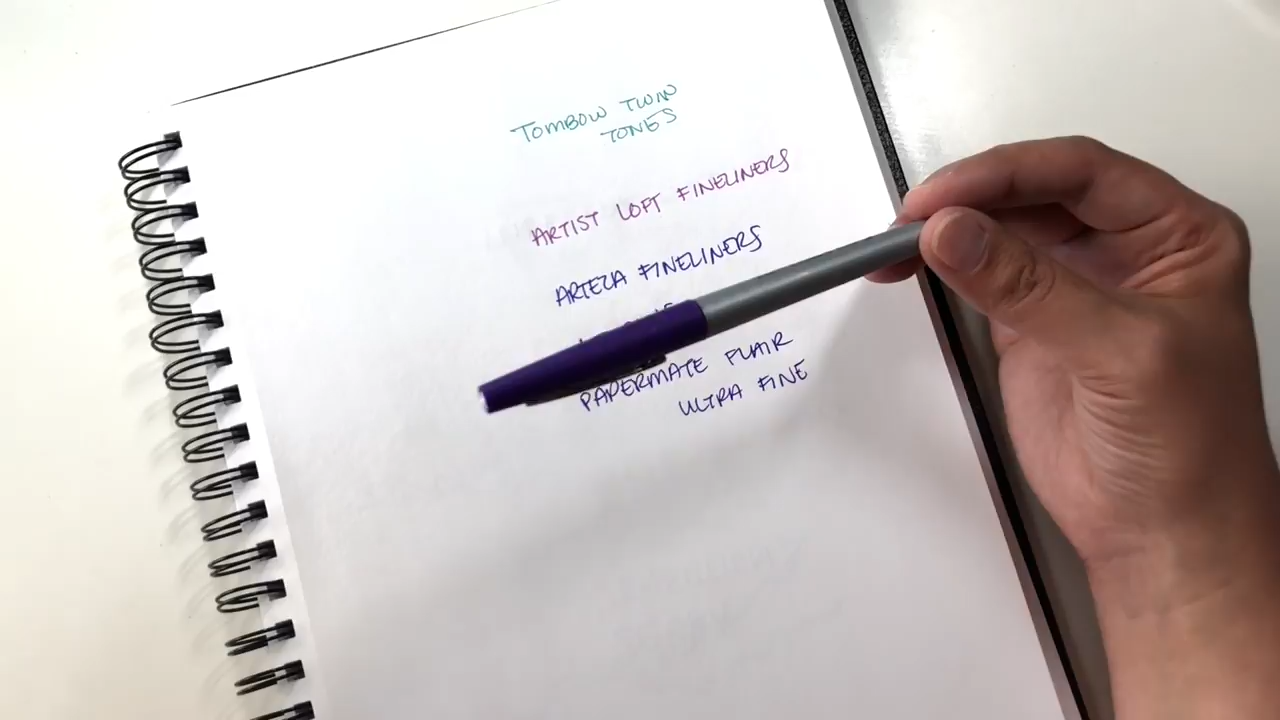 TOMBOW TWIN
TONES
ARTIST LOFT FINELINERS
ARTEZA FINELINERS
PAPERMATE FLAIR
ULTRA FINE